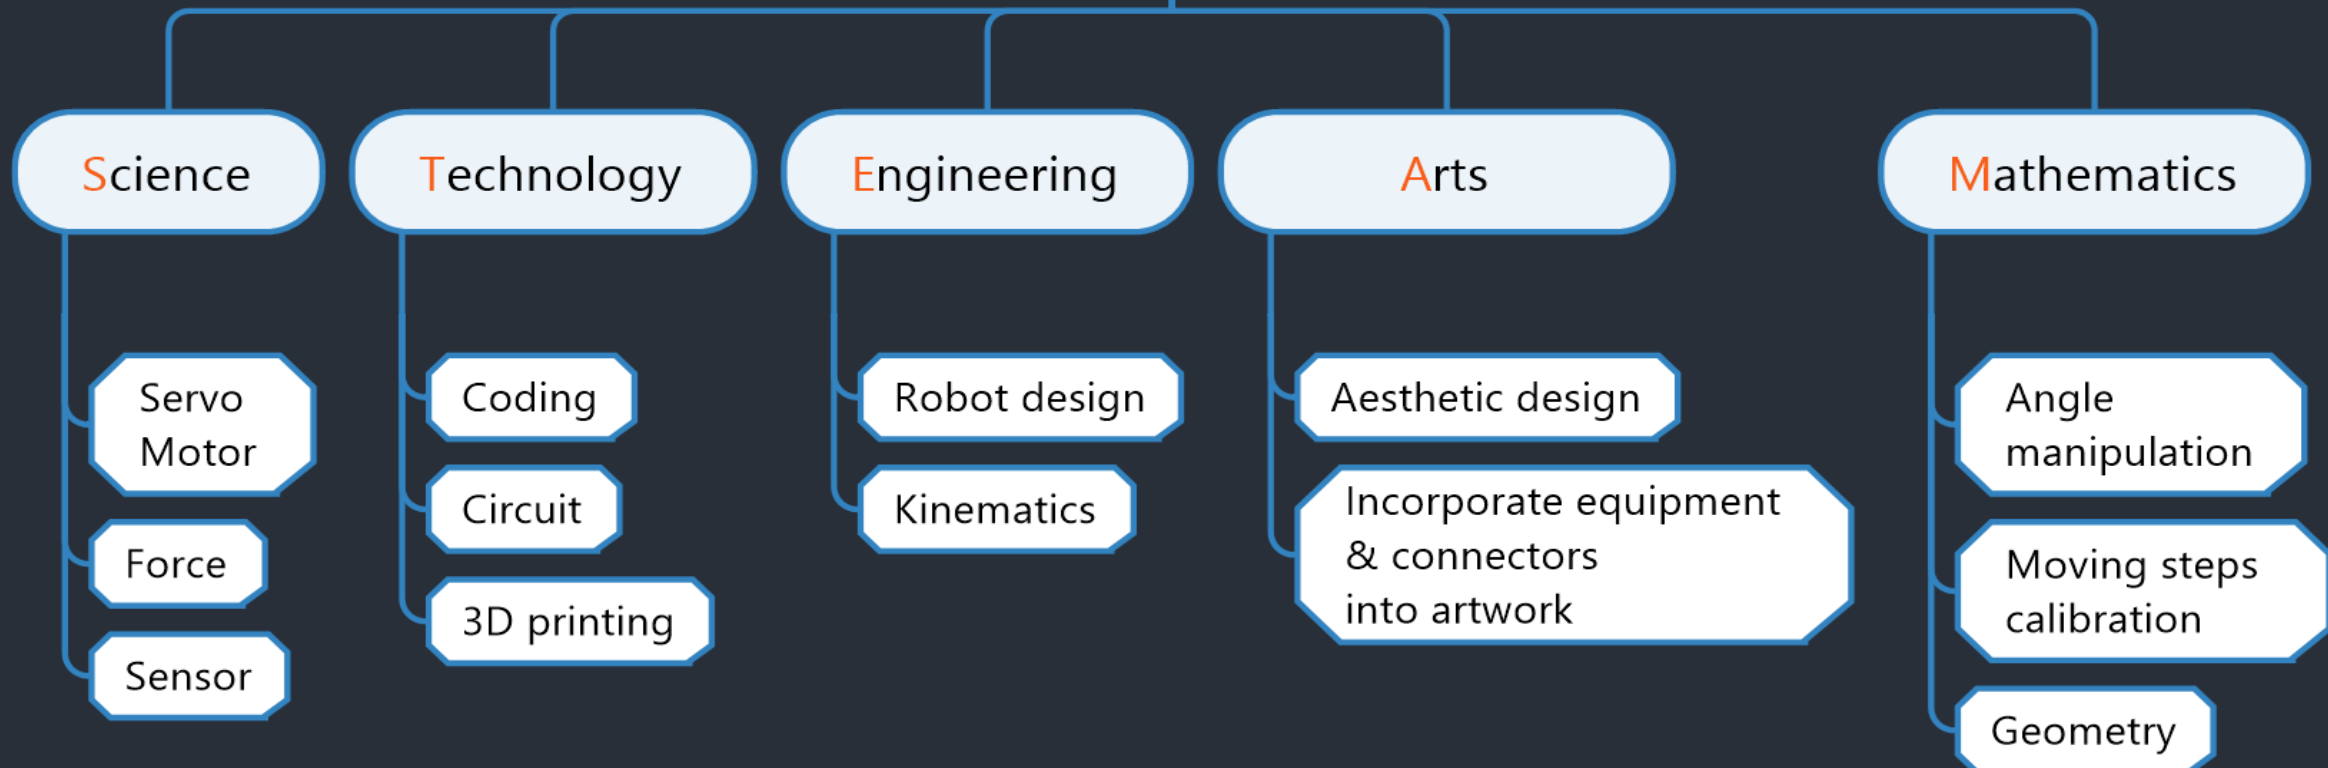 Science
Technology
Engineering
Arts
Mathematics
Servo
Motor
Force
Sensor
Coding
Circuit
3D printing
Robot design
Kinematics
Aesthetic design
Incorporate equipment
& connectors
into artwork
Angle
manipulation
Moving steps
calibration
Geometry